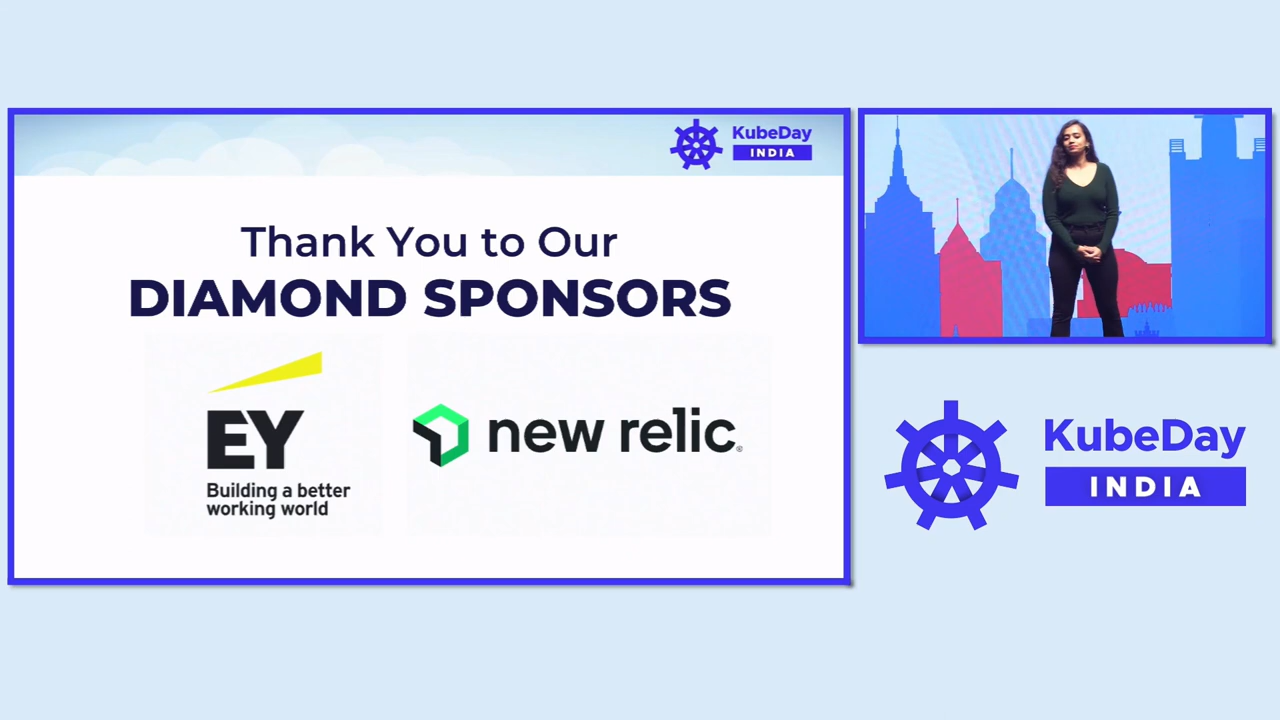 KubeDay
INDIA
Thank You to Our
DIAMOND SPONSORS
EY
Building a better
working world
new relic®
KubeDay
INDIA